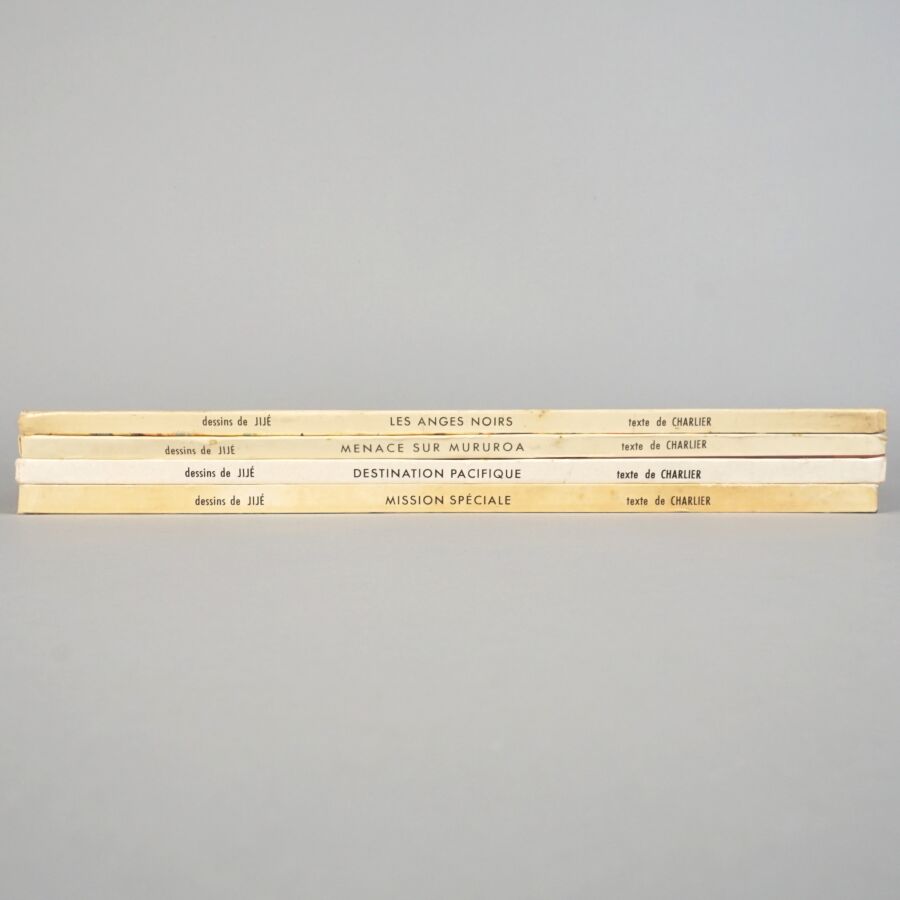 dessins de JIJÉ LES ANGES NOIRS texte de CHARLIER
dessins de JIJÉ MENACE SUR MURUROA texte de CHARLIER
dessins de JIJÉ DESTINATION PACIFIQUE texte de CHARLIER
dessins de JIJÉ MISSION SPÉCIALE texte de CHARLIER